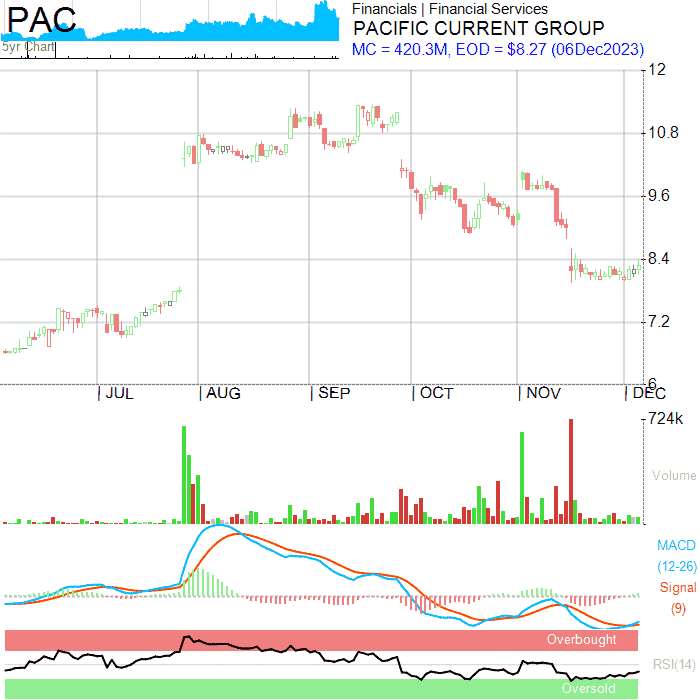 PAC
5yr Chart
Financials | Financial Services
PACIFIC CURRENT GROUP
MC = 420.3M, EOD = $8.27 (06Dec2023)
12
10.8
9.6
8.4
7.2
6
JUL AUG SEP OCT NOV DEC
724k
Volume
MACD
(12-26)
Signal
(9)
Overbought
RSI(14)
Oversold